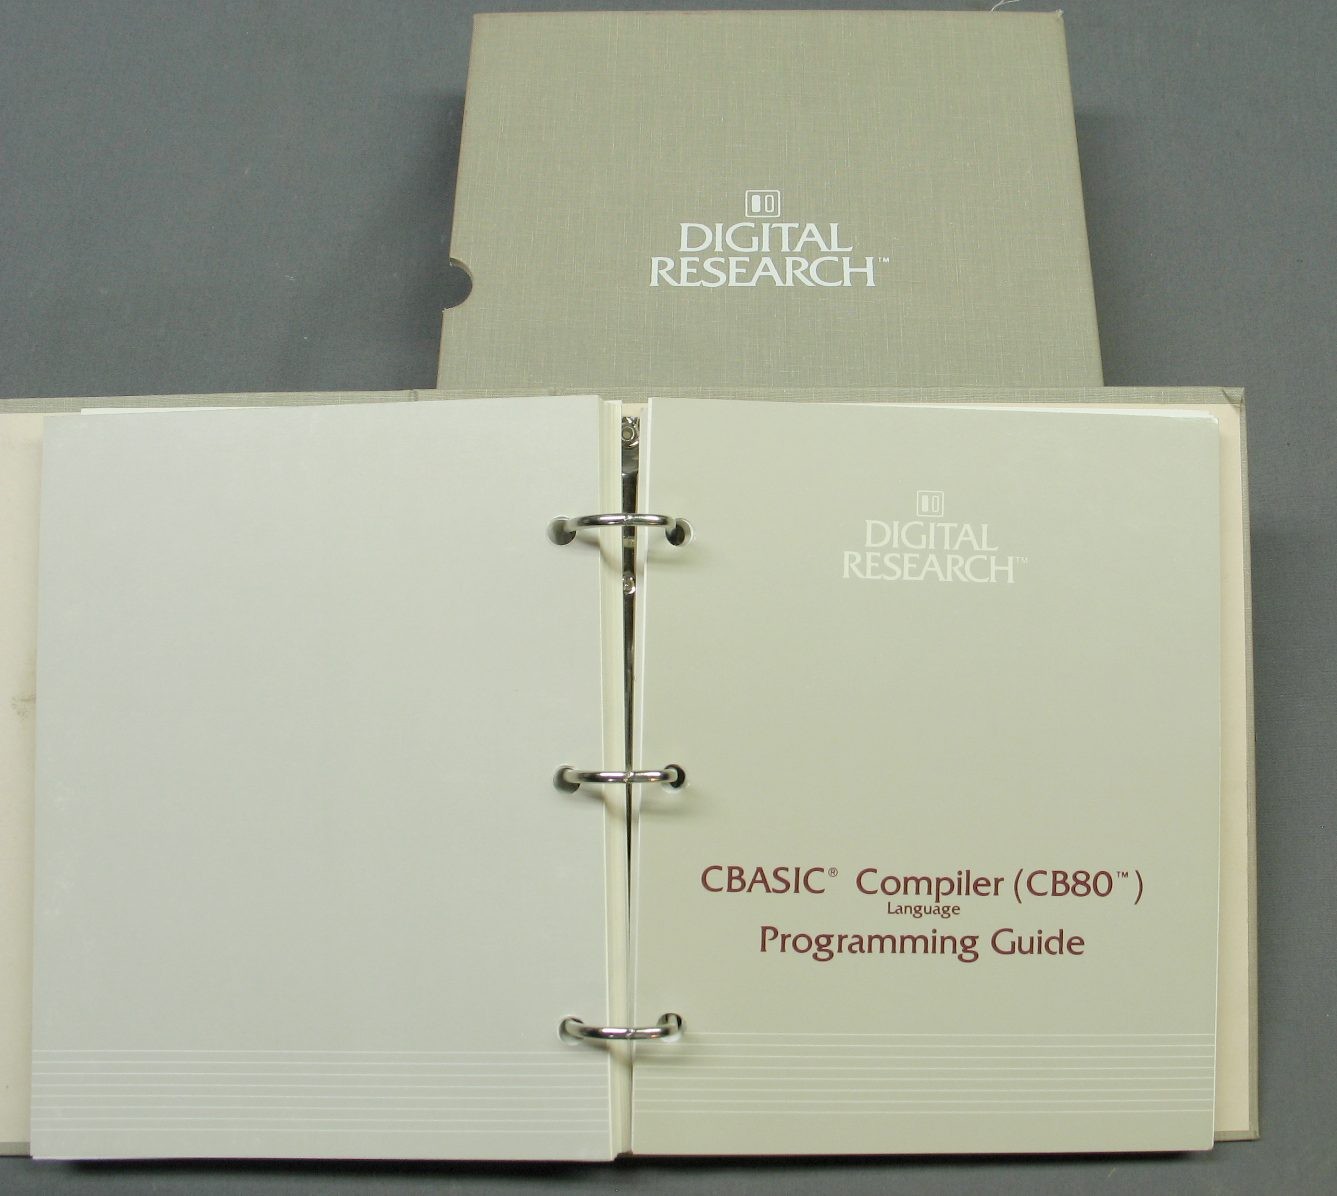 DIGITAL
RESEARCH™
DIGITAL
RESEARCH™
CBASIC® Compiler (CB80™)
Language
Programming Guide